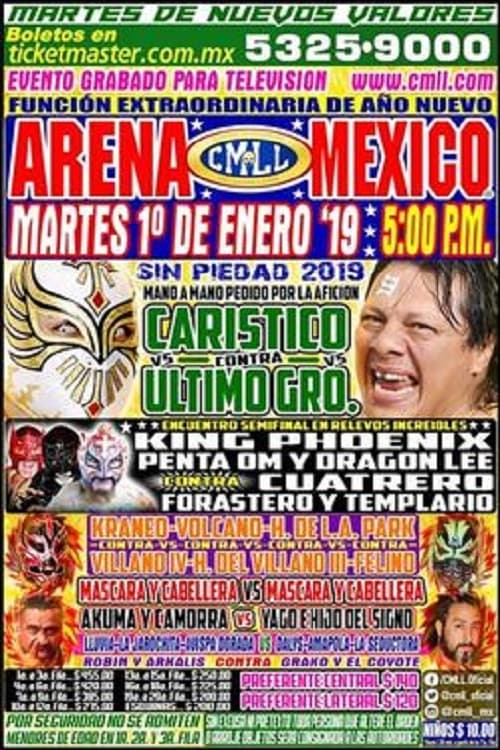 MARTES DE NUEVOS VALORES
Boletos en
ticketmaster.com.mx 5325•9000
EVENTO GRABADO PARA TELEVISION www.cmll.com
FUNCIÓN EXTRAORDINARIA DE AÑO NUEVO
ARENA CMLL MEXICO
MARTES 1º DE ENERO '19 5:00 P.M.
SIN PIEDAD 2019
MANO A MANO PEDIDO POR LA AFICIÓN
CARISTICO
VS CONTRA VS
ULTIMO GRO.
ENCUENTRO SEMIFINAL EN RELEVOS INCREIBLES
KING PHOENIX
PENTA 0M Y DRAGON LEE
CONTRA CUATRERO
FORASTERO Y TEMPLARIO
KRANEO-VOLCANO-H. DE L.A. PARK
-CONTRA-VS-CONTRA-VS-CONTRA-VS-CONTRA-
VILLANO IV-H. DEL VILLANO III-FELINO
MASCARA Y CABELLERA VS MASCARA Y CABELLERA
AKUMA Y CAMORRA VS YAGO E HIJO DEL SIGNO
LLUVIA-LA JAROCHITA-AVISPA DORADA VS DALYS-AMAPOLA-LA SEDUCTORA
ROBIN Y ARKALIS CONTRA GRAKO Y EL COYOTE
PREFERENTE CENTRAL $140
PREFERENTE LATERAL $120
/CMLL.Oficial
@cmll_oficial
@cmll_mx
NIÑOS $ 10.00
POR SEGURIDAD NO SE ADMITEN
MENORES DE EDAD EN 1A. 2A. Y 3A. FILA